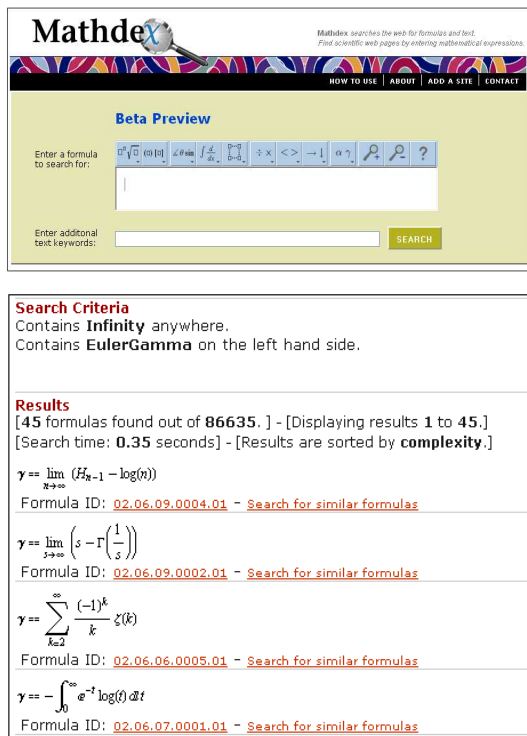 Mathdex
Mathdex searches the web for formulas and text.
Find scientific web pages by entering mathematical expressions.
HOW TO USE | ABOUT | ADD A SITE | CONTACT
Beta Preview
Enter a formula
to search for:
÷ × < > → ↓ α γ ?
Enter additonal
text keywords:
SEARCH
Search Criteria
Contains Infinity anywhere.
Contains EulerGamma on the left hand side.
Results
[45 formulas found out of 86635. ] - [Displaying results 1 to 45.]
[Search time: 0.35 seconds] - [Results are sorted by complexity.]
γ == lim_{n→∞} (H_{n-1} − log(n))
Formula ID: 02.06.09.0004.01 - Search for similar formulas
γ == lim_{s→∞} (s − Γ(1/s))
Formula ID: 02.06.09.0002.01 - Search for similar formulas
γ == ∑_{k=2}^{∞} (-1)^k/k ζ(k)
Formula ID: 02.06.06.0005.01 - Search for similar formulas
γ == −∫_0^∞ e^{-t} log(t) dt
Formula ID: 02.06.07.0001.01 - Search for similar formulas